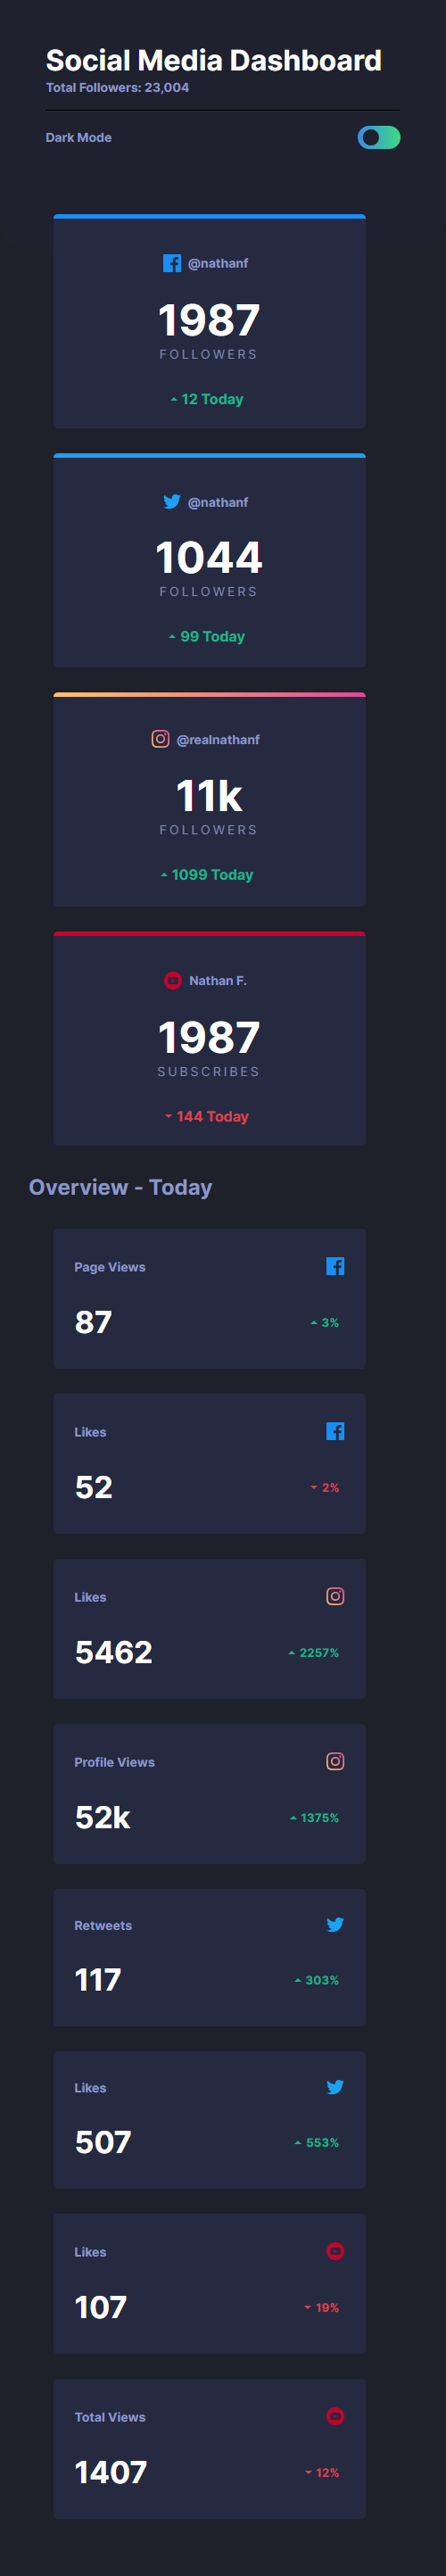 Social Media Dashboard
Total Followers: 23,004
Dark Mode
@nathanf
1987
FOLLOWERS
12 Today
@nathanf
1044
FOLLOWERS
99 Today
@realnathanf
11k
FOLLOWERS
1099 Today
Nathan F.
1987
SUBSCRIBES
144 Today
Overview - Today
Page Views
87
3%
Likes
52
2%
Likes
5462
2257%
Profile Views
52k
1375%
Retweets
117
303%
Likes
507
553%
Likes
107
19%
Total Views
1407
12%